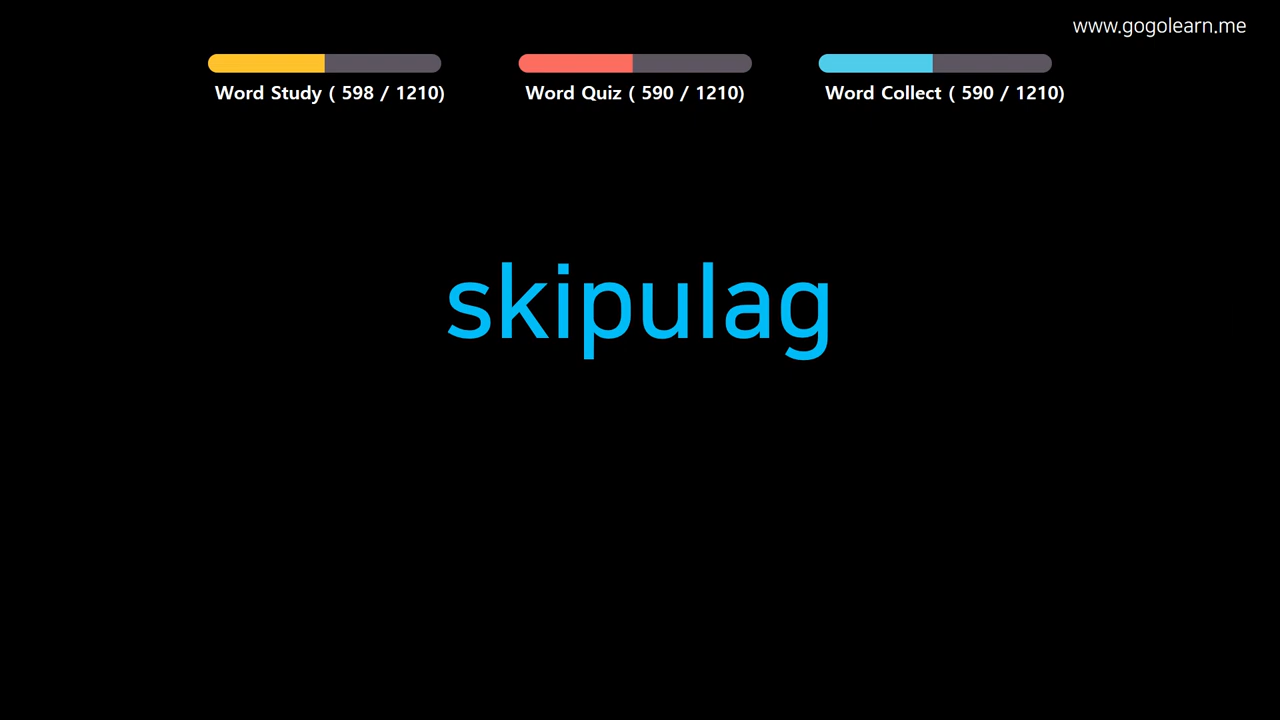 www.gogolearn.me
Word Study ( 598 / 1210)
Word Quiz ( 590 / 1210)
Word Collect ( 590 / 1210)
skipulag